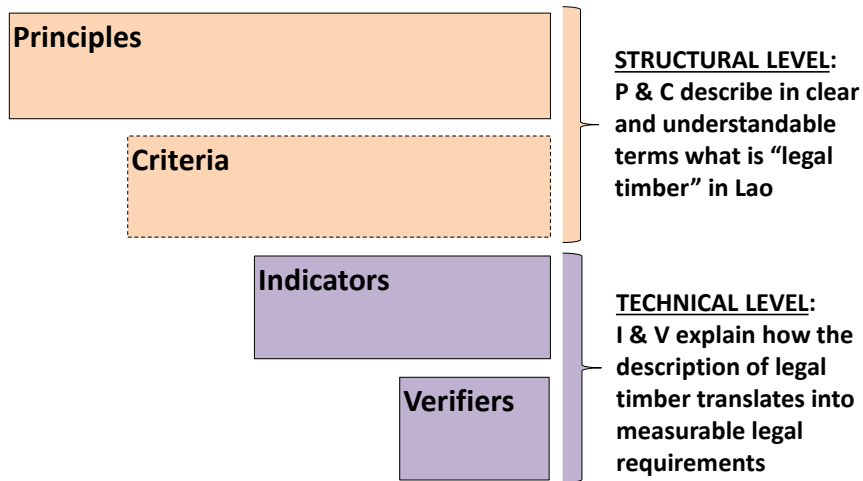 Principles
STRUCTURAL LEVEL:
P & C describe in clear
and understandable
terms what is “legal
timber” in Lao
Criteria
Indicators
TECHNICAL LEVEL:
I & V explain how the
description of legal
timber translates into
measurable legal
requirements
Verifiers